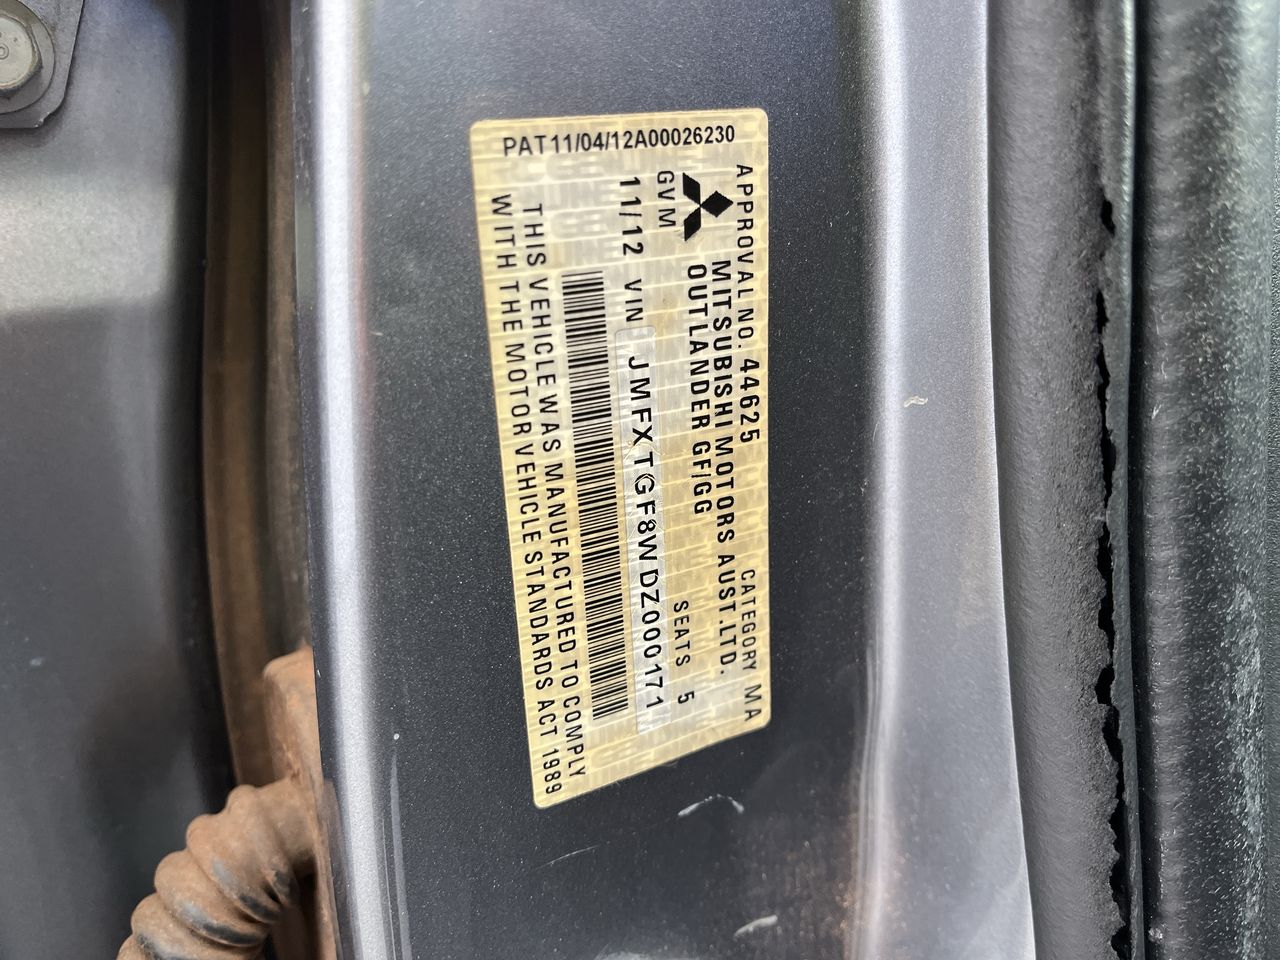 PAT11/04/12A00026230
APPROVAL NO. 44625 CATEGORY MA
MITSUBISHI MOTORS AUST.LTD.
OUTLANDER GF/GG
GVM SEATS 5
11/12 VIN JMFXTGF8WDZ000171
THIS VEHICLE WAS MANUFACTURED TO COMPLY
WITH THE MOTOR VEHICLE STANDARDS ACT 1989